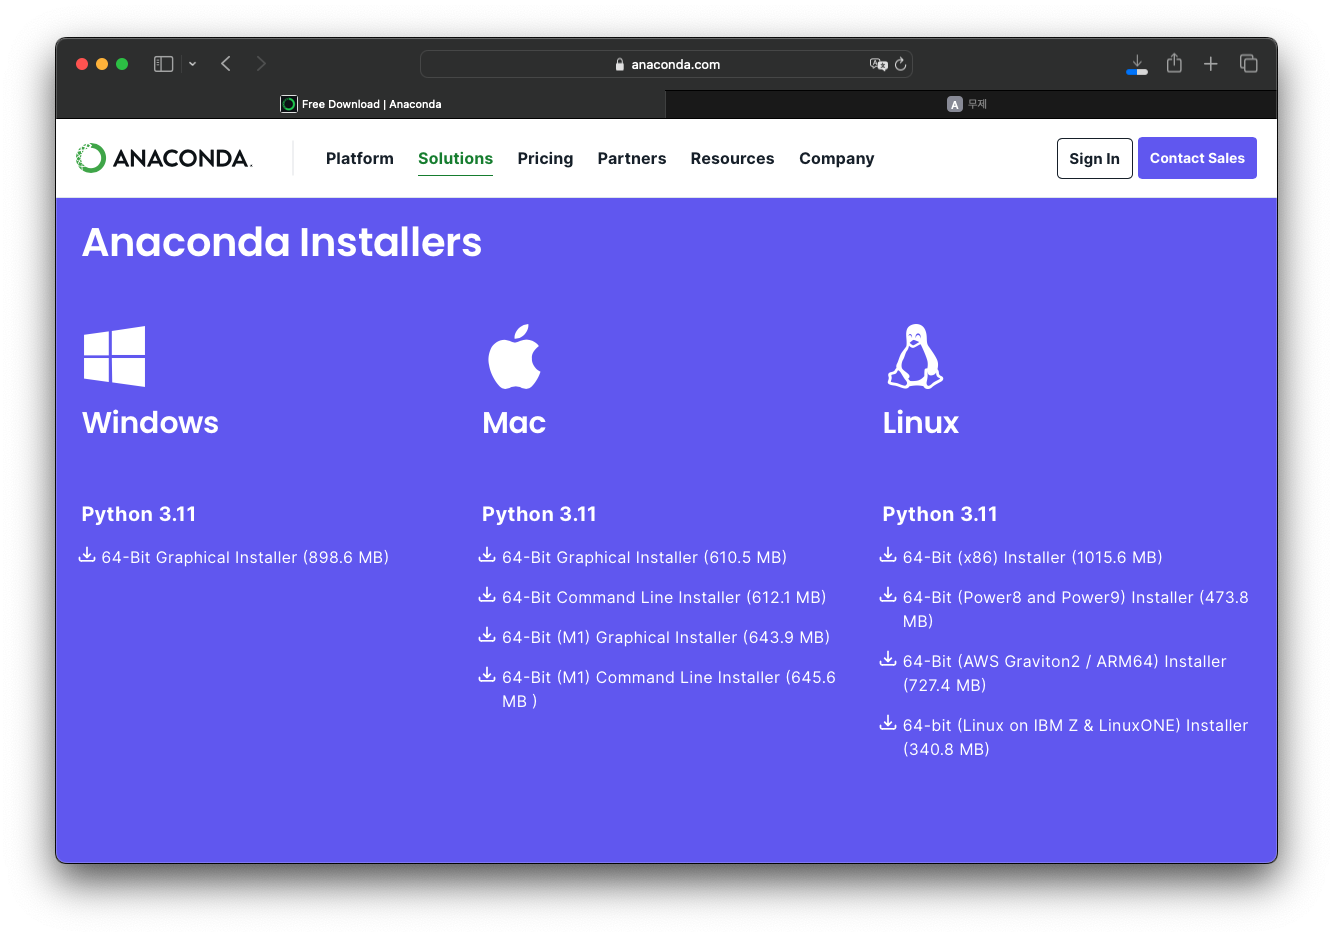 anaconda.com
Free Download | Anaconda
A 무제
ANACONDA.
Platform Solutions Pricing Partners Resources Company
Sign In Contact Sales
Anaconda Installers
Windows
Python 3.11
64-Bit Graphical Installer (898.6 MB)
Mac
Python 3.11
64-Bit Graphical Installer (610.5 MB)
64-Bit Command Line Installer (612.1 MB)
64-Bit (M1) Graphical Installer (643.9 MB)
64-Bit (M1) Command Line Installer (645.6
MB )
Linux
Python 3.11
64-Bit (x86) Installer (1015.6 MB)
64-Bit (Power8 and Power9) Installer (473.8
MB)
64-Bit (AWS Graviton2 / ARM64) Installer
(727.4 MB)
64-bit (Linux on IBM Z & LinuxONE) Installer
(340.8 MB)